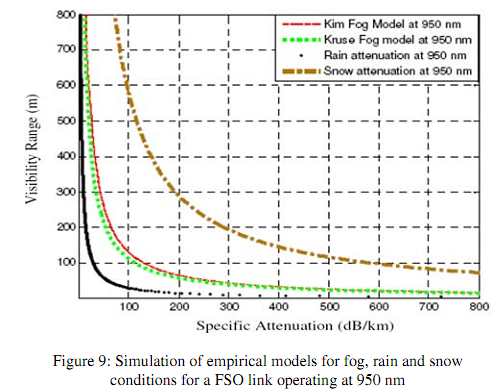 800
700
600
500
400
300
200
100
Visibility Range (m)
Kim Fog Model at 950 nm
Kruse Fog model at 950 nm
Rain attenuation at 950 nm
Snow attenuation at 950 nm
100 200 300 400 500 600 700 800
Specific Attenuation (dB/km)
Figure 9: Simulation of empirical models for fog, rain and snow
conditions for a FSO link operating at 950 nm